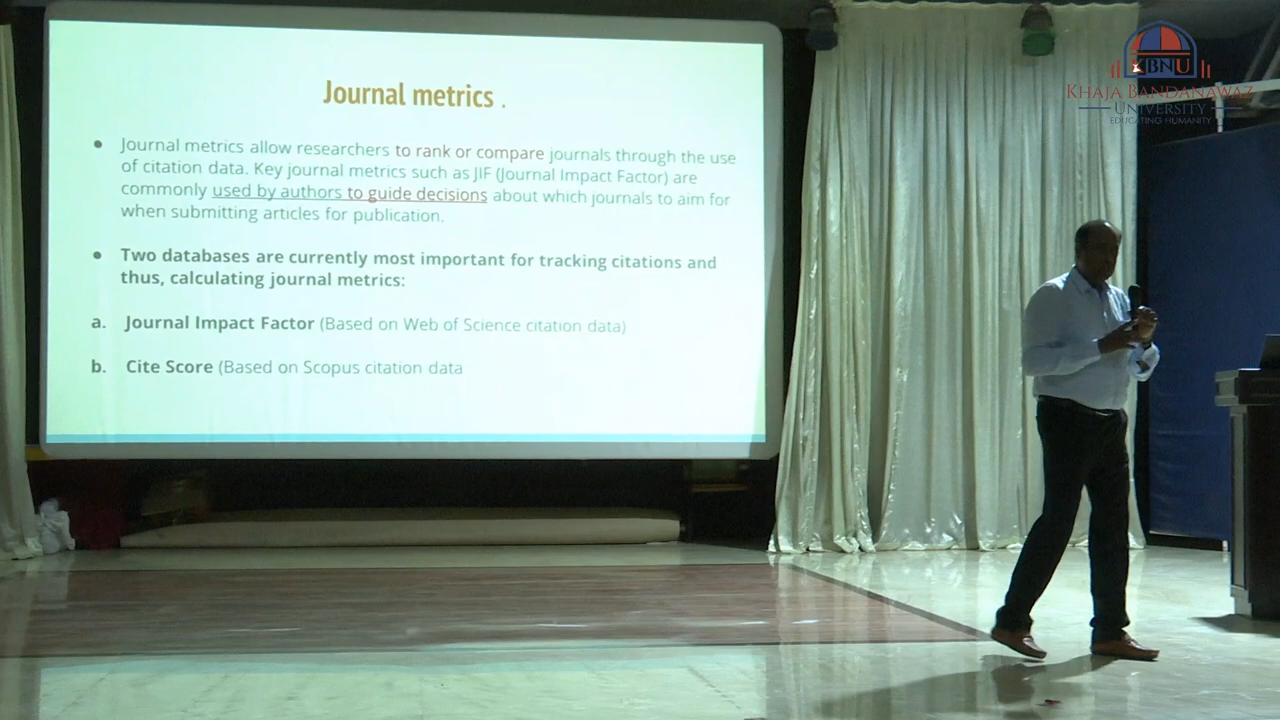 Journal metrics .
● Journal metrics allow researchers to rank or compare journals through the use
of citation data. Key journal metrics such as JIF (Journal Impact Factor) are
commonly used by authors to guide decisions about which journals to aim for
when submitting articles for publication.
● Two databases are currently most important for tracking citations and
thus, calculating journal metrics:
a. Journal Impact Factor (Based on Web of Science citation data)
b. Cite Score (Based on Scopus citation data
KBNU
KHAJA BANDANAWAZ
UNIVERSITY
EDUCATING HUMANITY